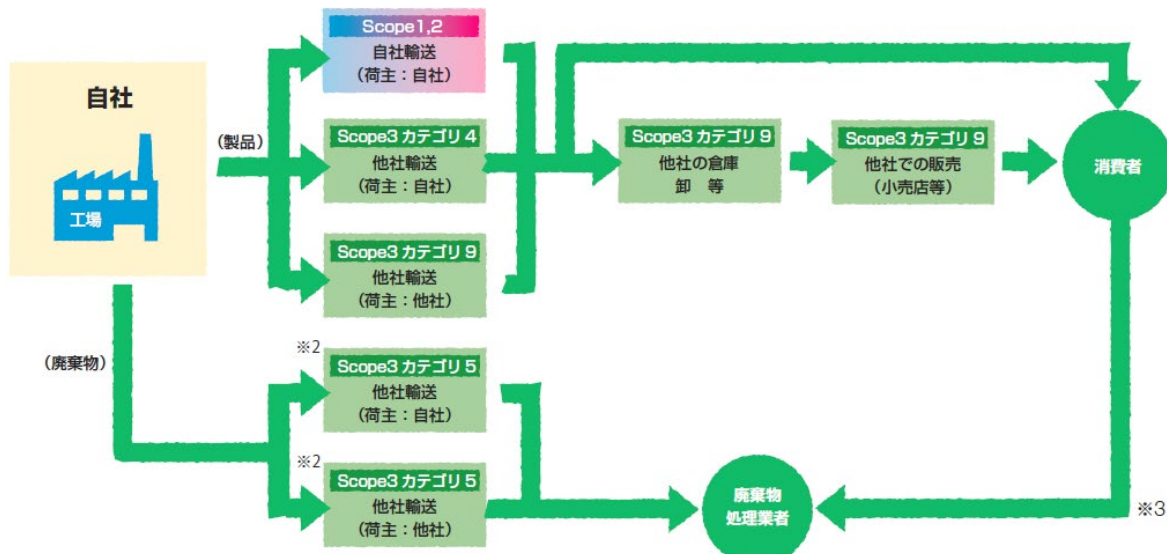 自社
工場
(製品)
(廃棄物)
Scope1,2
自社輸送
(荷主：自社)
Scope3 カテゴリ 4
他社輸送
(荷主：自社)
Scope3 カテゴリ 9
他社輸送
(荷主：他社)
Scope3 カテゴリ 9
他社の倉庫
卸 等
Scope3 カテゴリ 9
他社での販売
(小売店等)
消費者
※2
Scope3 カテゴリ 5
他社輸送
(荷主：自社)
※2
Scope3 カテゴリ 5
他社輸送
(荷主：他社)
廃棄物
処理業者
※3